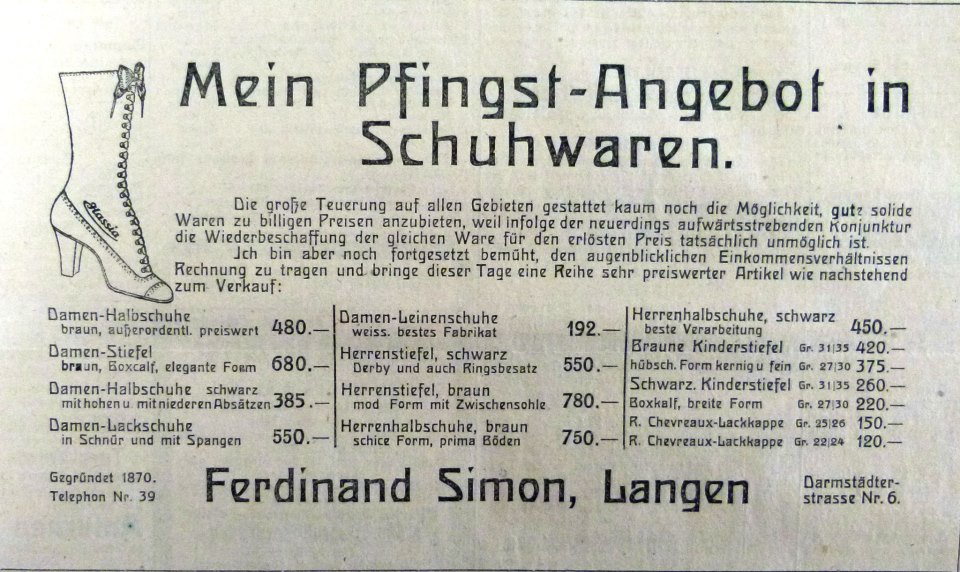 Mein Pfingst-Angebot in
Schuhwaren.
Hassia
Die große Teuerung auf allen Gebieten gestattet kaum noch die Möglichkeit, gute solide
Waren zu billigen Preisen anzubieten, weil infolge der neuerdings aufwärtsstrebenden Konjunktur
die Wiederbeschaffung der gleichen Ware für den erlösten Preis tatsächlich unmöglich ist.
Ich bin aber noch fortgesetzt bemüht, den augenblicklichen Einkommensverhältnissen
Rechnung zu tragen und bringe dieser Tage eine Reihe sehr preiswerter Artikel wie nachstehend
zum Verkauf:
Damen-Halbschuhe
braun, außerordentl. preiswert 480.—
Damen-Stiefel
braun, Boxcalf, elegante Form 680.—
Damen-Halbschuhe schwarz
mit hohen u. mit niederen Absätzen 385.—
Damen-Lackschuhe
in Schnür und mit Spangen 550.—
Damen-Leinenschuhe
weiss. bestes Fabrikat 192.—
Herrenstiefel, schwarz
Derby und auch Ringsbesatz 550.—
Herrenstiefel, braun
mod Form mit Zwischensohle 780.—
Herrenhalbschuhe, braun
schice Form, prima Böden 750.—
Herrenhalbschuhe, schwarz
beste Verarbeitung 450.—
Braune Kinderstiefel Gr. 31/35 420.—
hübsch. Form kernig u fein Gr. 27/30 375.—
Schwarz. Kinderstiefel Gr. 31/35 260.—
Boxkalf, breite Form Gr. 27/30 220.—
R. Chevreaux-Lackkappe Gr. 25/26 150.—
R. Chevreaux-Lackkappe Gr. 22/24 120.—
Gegründet 1870.
Telephon Nr. 39
Ferdinand Simon, Langen
Darmstädter-
strasse Nr. 6.